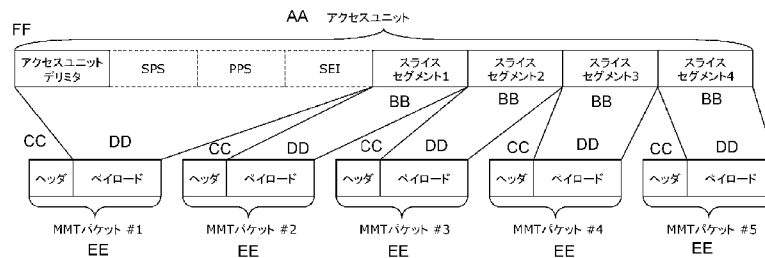 AA アクセスユニット
FF
アクセスユニット
デリミタ
SPS
PPS
SEI
スライス
セグメント1
スライス
セグメント2
スライス
セグメント3
スライス
セグメント4
BB
BB
BB
BB
CC
DD
CC
DD
CC
DD
CC
DD
CC
DD
ヘッダ
ペイロード
ヘッダ
ペイロード
ヘッダ
ペイロード
ヘッダ
ペイロード
ヘッダ
ペイロード
MMTパケット #1
MMTパケット #2
MMTパケット #3
MMTパケット #4
MMTパケット #5
EE
EE
EE
EE
EE